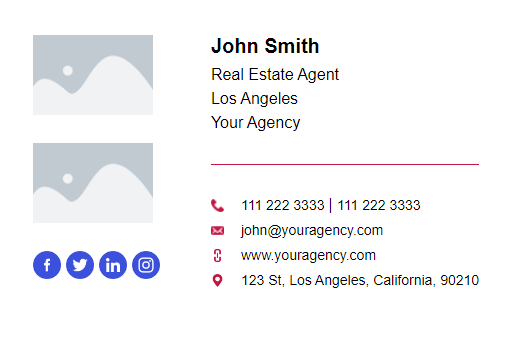 John Smith
Real Estate Agent
Los Angeles
Your Agency
111 222 3333 | 111 222 3333
john@youragency.com
www.youragency.com
123 St, Los Angeles, California, 90210